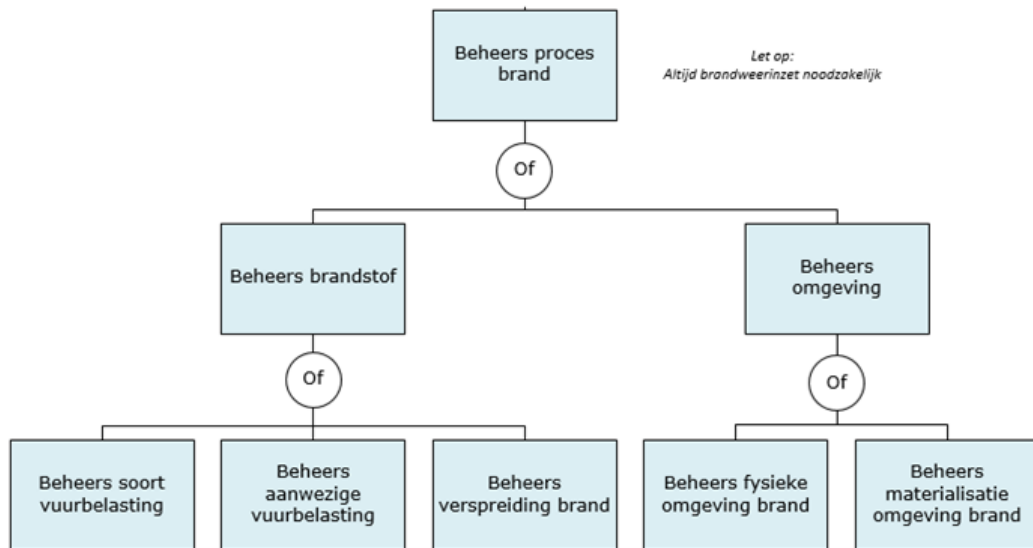 Beheers proces
brand
Let op:
Altijd brandweerinzet noodzakelijk
Of
Beheers brandstof
Beheers
omgeving
Of
Of
Beheers soort
vuurbelasting
Beheers
aanwezige
vuurbelasting
Beheers
verspreiding brand
Beheers fysieke
omgeving brand
Beheers
materialisatie
omgeving brand